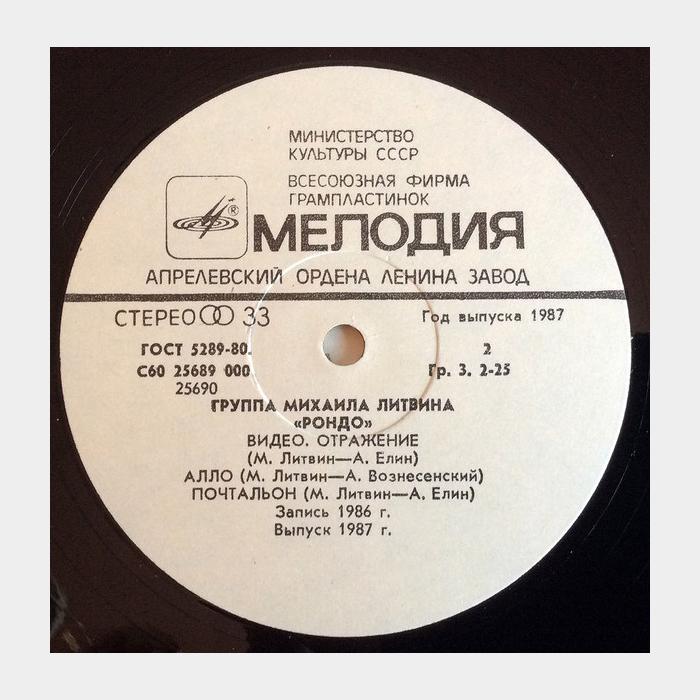 МИНИСТЕРСТВО
КУЛЬТУРЫ СССР
ВСЕСОЮЗНАЯ ФИРМА
ГРАМПЛАСТИНОК
®
МЕЛОДИЯ
АПРЕЛЕВСКИЙ ОРДЕНА ЛЕНИНА ЗАВОД
СТЕРЕО 33 Год выпуска 1987
ГОСТ 5289-80. 2
С60 25689 000 Гр. 3. 2-25
25690
ГРУППА МИХАИЛА ЛИТВИНА
«РОНДО»
ВИДЕО. ОТРАЖЕНИЕ
(М. Литвин—А. Елин)
АЛЛО (М. Литвин—А. Вознесенский)
ПОЧТАЛЬОН (М. Литвин—А. Елин)
Запись 1986 г.
Выпуск 1987 г.